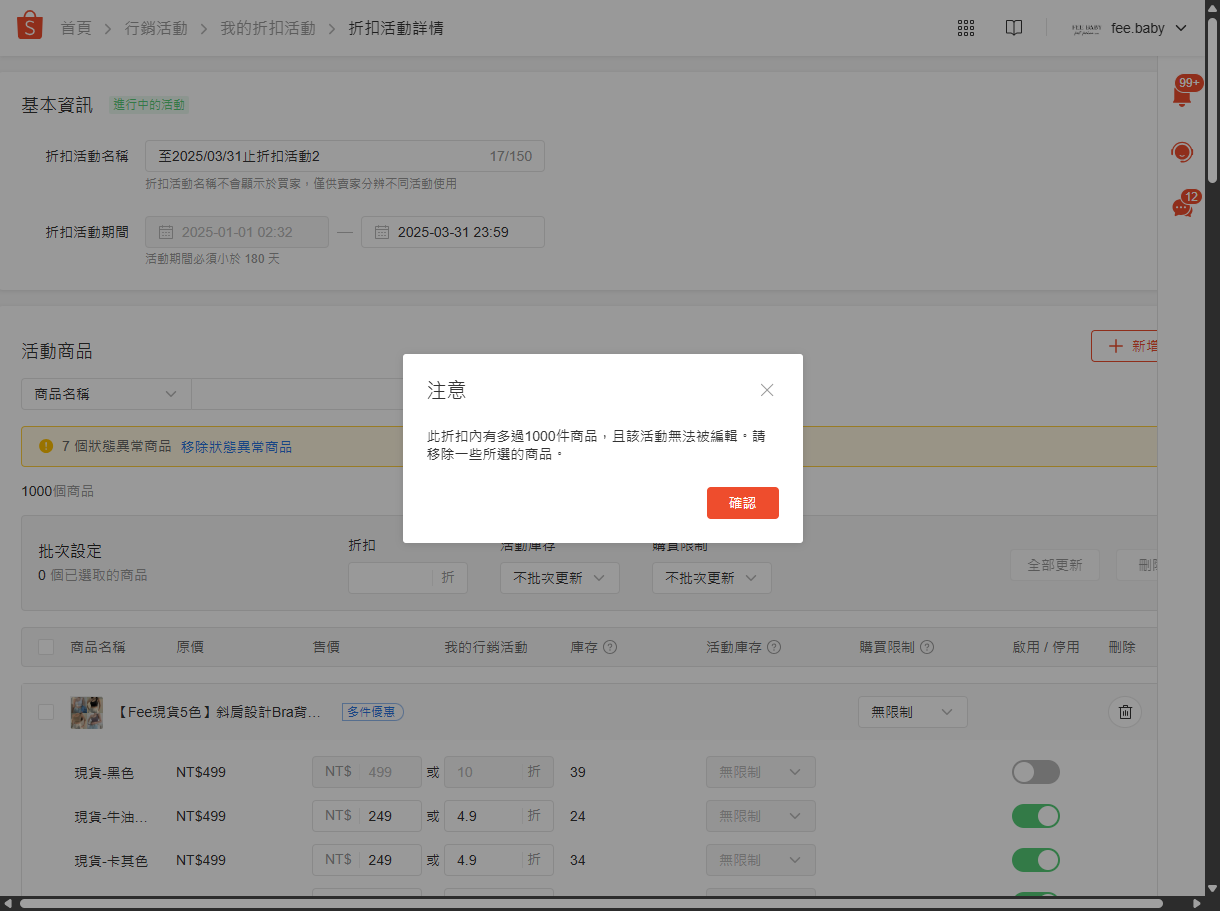 首頁 > 行銷活動 > 我的折扣活動 > 折扣活動詳情
fee.baby
99+
12
基本資訊 進行中的活動
折扣活動名稱 至2025/03/31止折扣活動2 17/150
折扣活動名稱不會顯示於買家，僅供賣家分辨不同活動使用
折扣活動期間 2025-01-01 02:32 — 2025-03-31 23:59
活動期間必須小於 180 天
活動商品
新增
商品名稱
7 個狀態異常商品 移除狀態異常商品
1000個商品
注意
此折扣內有多過1000件商品，且該活動無法被編輯。請
移除一些所選的商品。
確認
批次設定 折扣 活動庫存 購買限制
0 個已選取的商品 折 不批次更新 不批次更新 全部更新
商品名稱 原價 售價 我的行銷活動 庫存 活動庫存 購買限制 啟用 / 停用 刪除
【Fee現貨5色】斜肩設計Bra背... 多件優惠 無限制
現貨-黑色 NT$499 NT$ 499 或 10 折 39 無限制
現貨-牛油... NT$499 NT$ 249 或 4.9 折 24 無限制
現貨-卡其色 NT$499 NT$ 249 或 4.9 折 34 無限制